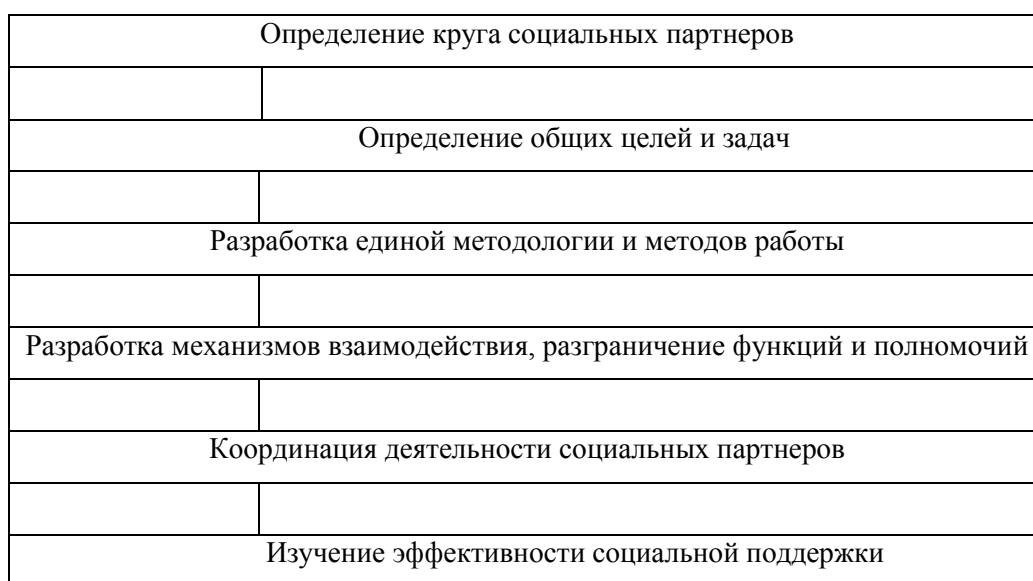 Определение круга социальных партнеров
Определение общих целей и задач
Разработка единой методологии и методов работы
Разработка механизмов взаимодействия, разграничение функций и полномочий
Координация деятельности социальных партнеров
Изучение эффективности социальной поддержки